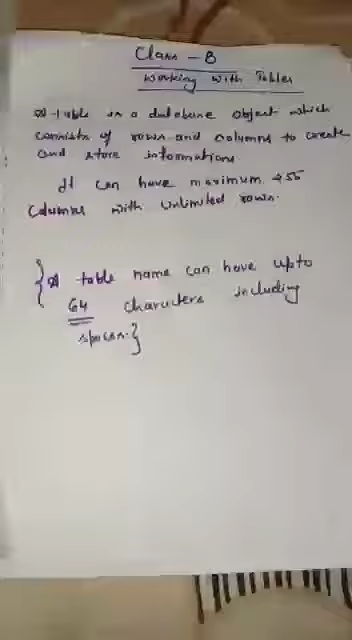 Class - 8
Working with Tables
A table is a database object which
consists of rows and columns to create
and store informations
It can have maximum 255
columns with unlimited rows.
{ A table name can have upto
64 characters including
spaces. }